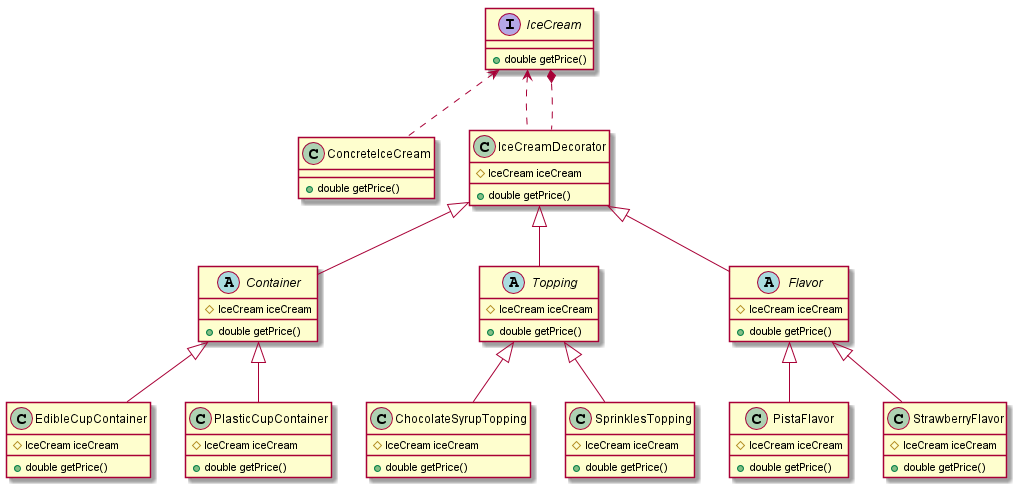 I IceCream
double getPrice()
C ConcreteIceCream
double getPrice()
C IceCreamDecorator
IceCream iceCream
double getPrice()
A Container
IceCream iceCream
double getPrice()
A Topping
IceCream iceCream
double getPrice()
A Flavor
IceCream iceCream
double getPrice()
C EdibleCupContainer
IceCream iceCream
double getPrice()
C PlasticCupContainer
IceCream iceCream
double getPrice()
C ChocolateSyrupTopping
IceCream iceCream
double getPrice()
C SprinklesTopping
IceCream iceCream
double getPrice()
C PistaFlavor
IceCream iceCream
double getPrice()
C StrawberryFlavor
IceCream iceCream
double getPrice()